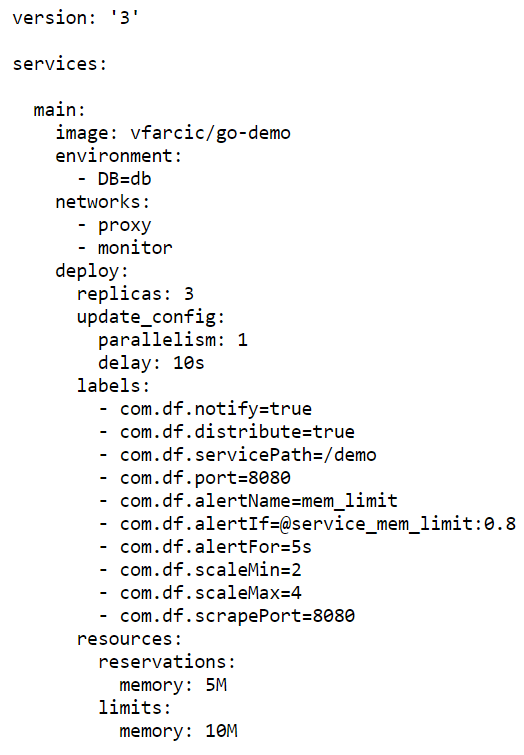 version: '3'

services:

  main:
    image: vfarcic/go-demo
    environment:
      - DB=db
    networks:
      - proxy
      - monitor
    deploy:
      replicas: 3
      update_config:
        parallelism: 1
        delay: 10s
      labels:
        - com.df.notify=true
        - com.df.distribute=true
        - com.df.servicePath=/demo
        - com.df.port=8080
        - com.df.alertName=mem_limit
        - com.df.alertIf=@service_mem_limit:0.8
        - com.df.alertFor=5s
        - com.df.scaleMin=2
        - com.df.scaleMax=4
        - com.df.scrapePort=8080
      resources:
        reservations:
          memory: 5M
        limits:
          memory: 10M